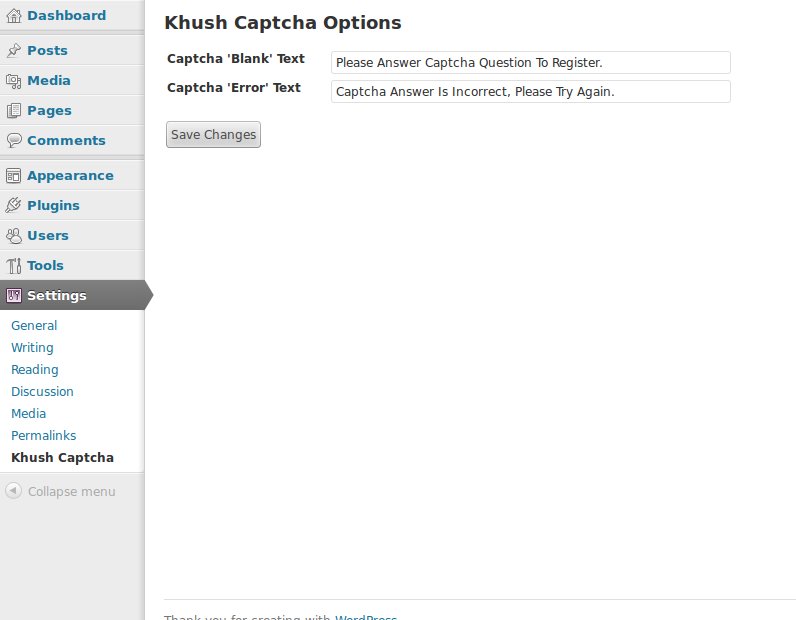 Dashboard
Posts
Media
Pages
Comments
Appearance
Plugins
Users
Tools
Settings
General
Writing
Reading
Discussion
Media
Permalinks
Khush Captcha
Collapse menu
Khush Captcha Options
Captcha 'Blank' Text
Please Answer Captcha Question To Register.
Captcha 'Error' Text
Captcha Answer Is Incorrect, Please Try Again.
Save Changes
Thank you for creating with WordPress